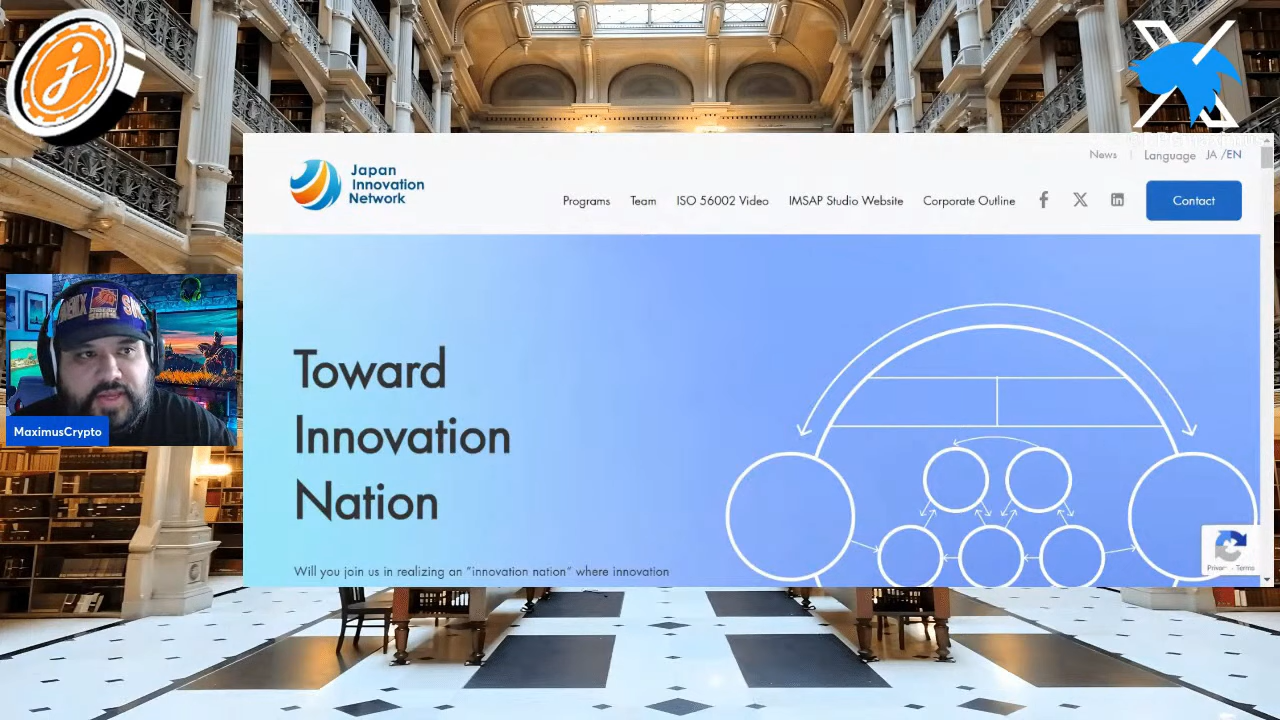 News
Language JA /EN
Japan
Innovation
Network
Programs Team ISO 56002 Video IMSAP Studio Website Corporate Outline Contact
Toward
Innovation
Nation
Will you join us in realizing an "innovation nation" where innovation
MaximusCrypto